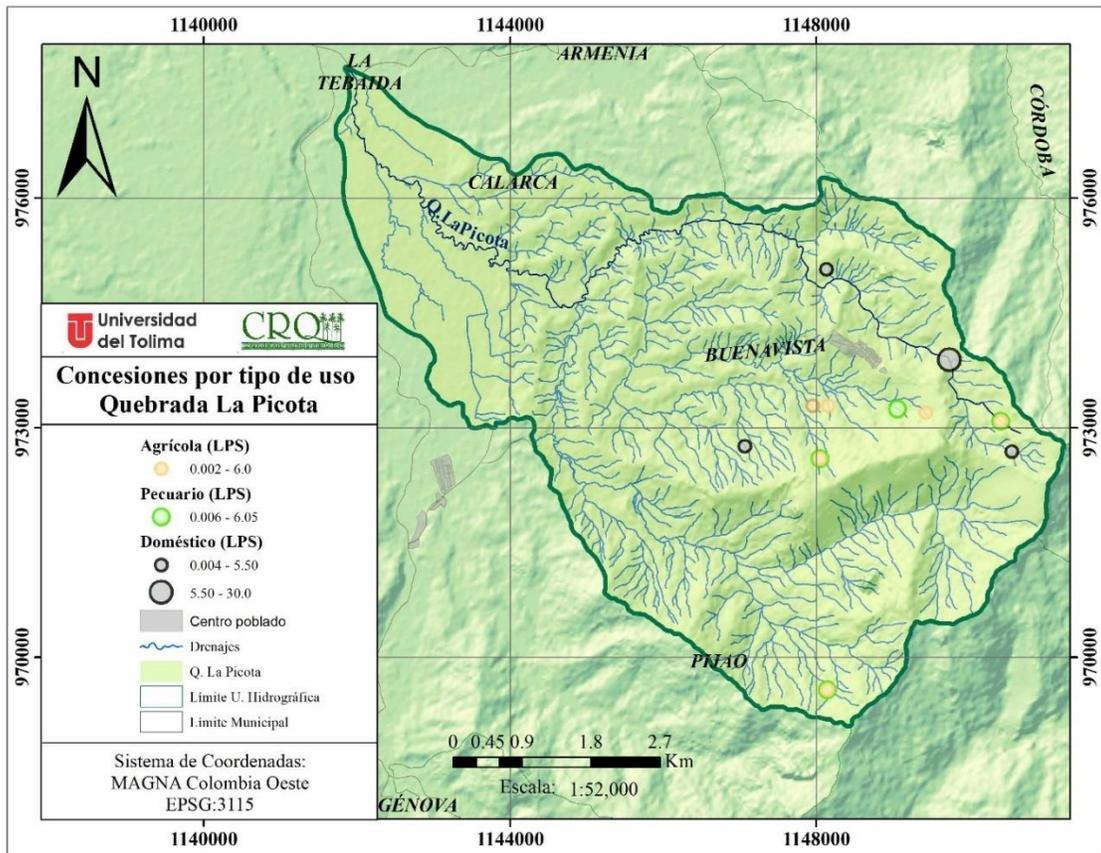 1140000
1144000
1148000
N
LA
TEBAIDA
ARMENIA
CÓRDOBA
976000
976000
CALARCA
Q. LaPicota
BUENAVISTA
973000
973000
Universidad
del Tolima
CRQ
Concesiones por tipo de uso
Quebrada La Picota
Agrícola (LPS)
0.002 - 6.0
Pecuario (LPS)
0.006 - 6.05
Doméstico (LPS)
0.004 - 5.50
5.50 - 30.0
Centro poblado
Drenajes
Q. La Picota
Límite U. Hidrográfica
Limite Municipal
Sistema de Coordenadas:
MAGNA Colombia Oeste
EPSG:3115
970000
970000
PIJAO
0 0.45 0.9 1.8 2.7
Km
Escala: 1:52,000
GÉNOVA
1140000
1144000
1148000